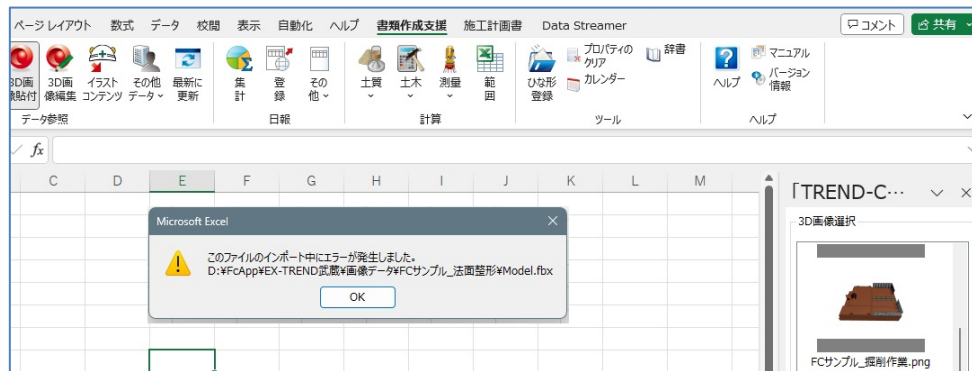 ページ レイアウト 数式 データ 校閲 表示 自動化 ヘルプ 書類作成支援 施工計画書 Data Streamer コメント 共有
3D画像貼付 3D画像編集 イラストコンテンツ その他データ 最新に更新 集計 登録 その他 土質 土木 測量 範囲 ひな形登録 プロパティのクリア カレンダー 辞書 ヘルプ マニュアル バージョン情報
データ参照 日報 計算 ツール ヘルプ
fx
C D E F G H I J K L M
「TREND-C…
3D画像選択
Microsoft Excel
このファイルのインポート中にエラーが発生しました。
D:¥FcApp¥EX-TREND武蔵¥画像データ¥FCサンプル_法面整形¥Model.fbx
OK
FCサンプル_掘削作業.png